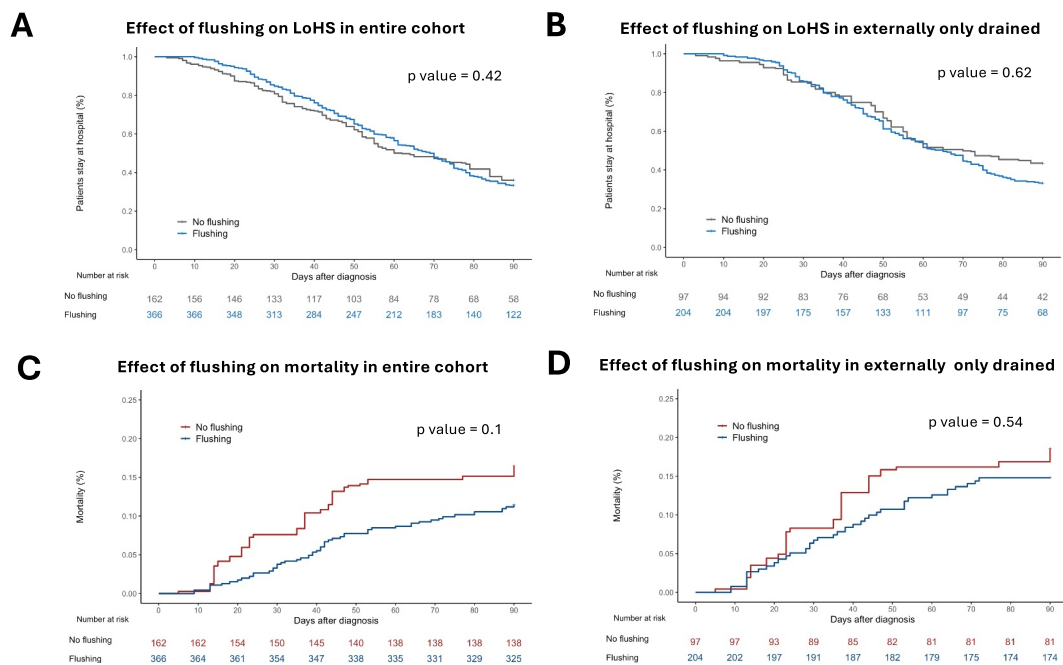 A
Effect of flushing on LoHS in entire cohort
p value = 0.42
Patients stay at hospital (%)
1.0
0.8
0.6
0.4
0.2
0.0
No flushing
Flushing
0 10 20 30 40 50 60 70 80 90
Number at risk
Days after diagnosis
No flushing 162 156 146 133 117 103 84 78 68 58
Flushing 366 366 348 313 284 247 212 183 140 122
B
Effect of flushing on LoHS in externally only drained
p value = 0.62
Patients stay at hospital (%)
1.0
0.8
0.6
0.4
0.2
0.0
No flushing
Flushing
0 10 20 30 40 50 60 70 80 90
Number at risk
Days after diagnosis
No flushing 97 94 92 83 76 68 53 49 44 42
Flushing 204 204 197 175 157 133 111 97 75 68
C
Effect of flushing on mortality in entire cohort
p value = 0.1
Mortality (%)
0.25
0.20
0.15
0.10
0.05
0.00
No flushing
Flushing
0 10 20 30 40 50 60 70 80 90
Number at risk
Days after diagnosis
No flushing 162 162 154 150 145 140 138 138 138 138
Flushing 366 364 361 354 347 338 335 331 329 325
D
Effect of flushing on mortality in externally only drained
p value = 0.54
Mortality (%)
0.25
0.20
0.15
0.10
0.05
0.00
No flushing
Flushing
0 10 20 30 40 50 60 70 80 90
Number at risk
Days after diagnosis
No flushing 97 97 93 89 85 82 81 81 81 81
Flushing 204 202 197 191 187 182 179 175 174 174